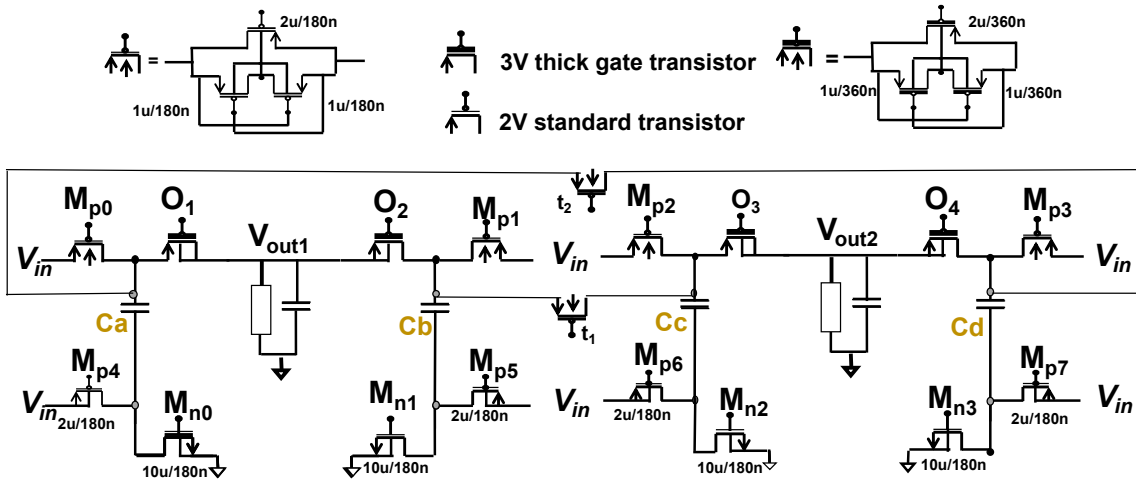 2u/180n
=
1u/180n
1u/180n
3V thick gate transistor
2V standard transistor
2u/360n
=
1u/360n
1u/360n
t2
Mp0
O1
Vout1
O2
Mp1
Mp2
O3
Vout2
O4
Mp3
Vin
Vin
Vin
Vin
Ca
Cb
t1
Cc
Cd
Mp4
Vin
2u/180n
Mn0
10u/180n
Mn1
10u/180n
Mp5
2u/180n
Vin
Mp6
2u/180n
Mn2
10u/180n
Mn3
10u/180n
Mp7
2u/180n
Vin